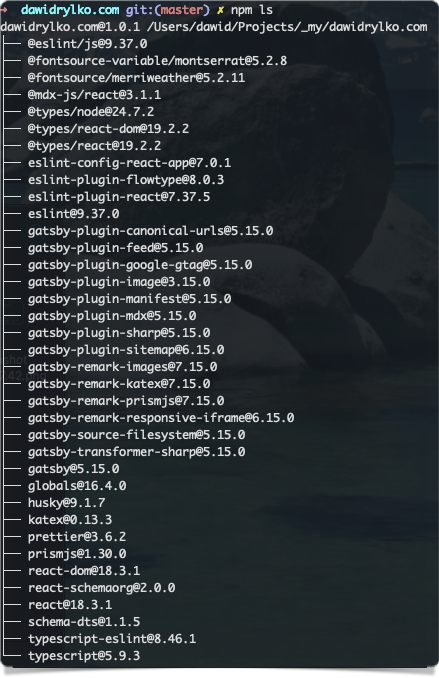 ➜ dawidrylko.com git:(master) ✗ npm ls
dawidrylko.com@1.0.1 /Users/dawid/Projects/_my/dawidrylko.com
├── @eslint/js@9.37.0
├── @fontsource-variable/montserrat@5.2.8
├── @fontsource/merriweather@5.2.11
├── @mdx-js/react@3.1.1
├── @types/node@24.7.2
├── @types/react-dom@19.2.2
├── @types/react@19.2.2
├── eslint-config-react-app@7.0.1
├── eslint-plugin-flowtype@8.0.3
├── eslint-plugin-react@7.37.5
├── eslint@9.37.0
├── gatsby-plugin-canonical-urls@5.15.0
├── gatsby-plugin-feed@5.15.0
├── gatsby-plugin-google-gtag@5.15.0
├── gatsby-plugin-image@3.15.0
├── gatsby-plugin-manifest@5.15.0
├── gatsby-plugin-mdx@5.15.0
├── gatsby-plugin-sharp@5.15.0
├── gatsby-plugin-sitemap@6.15.0
├── gatsby-remark-images@7.15.0
├── gatsby-remark-katex@7.15.0
├── gatsby-remark-prismjs@7.15.0
├── gatsby-remark-responsive-iframe@6.15.0
├── gatsby-source-filesystem@5.15.0
├── gatsby-transformer-sharp@5.15.0
├── gatsby@5.15.0
├── globals@16.4.0
├── husky@9.1.7
├── katex@0.13.3
├── prettier@3.6.2
├── prismjs@1.30.0
├── react-dom@18.3.1
├── react-schemaorg@2.0.0
├── react@18.3.1
├── schema-dts@1.1.5
├── typescript-eslint@8.46.1
└── typescript@5.9.3